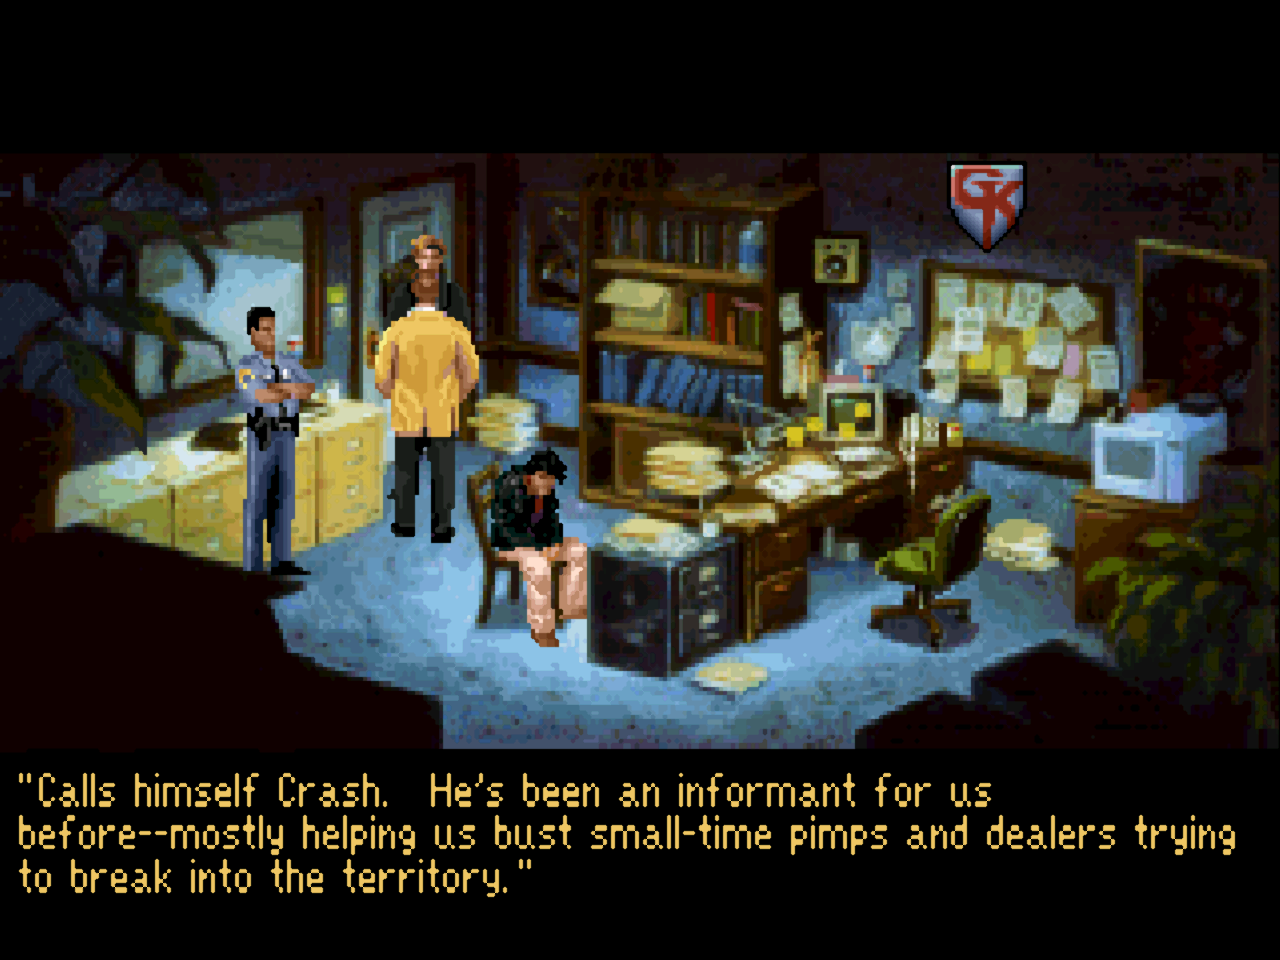 GK
"Calls himself Crash.  He's been an informant for us
before--mostly helping us bust small-time pimps and dealers trying
to break into the territory."